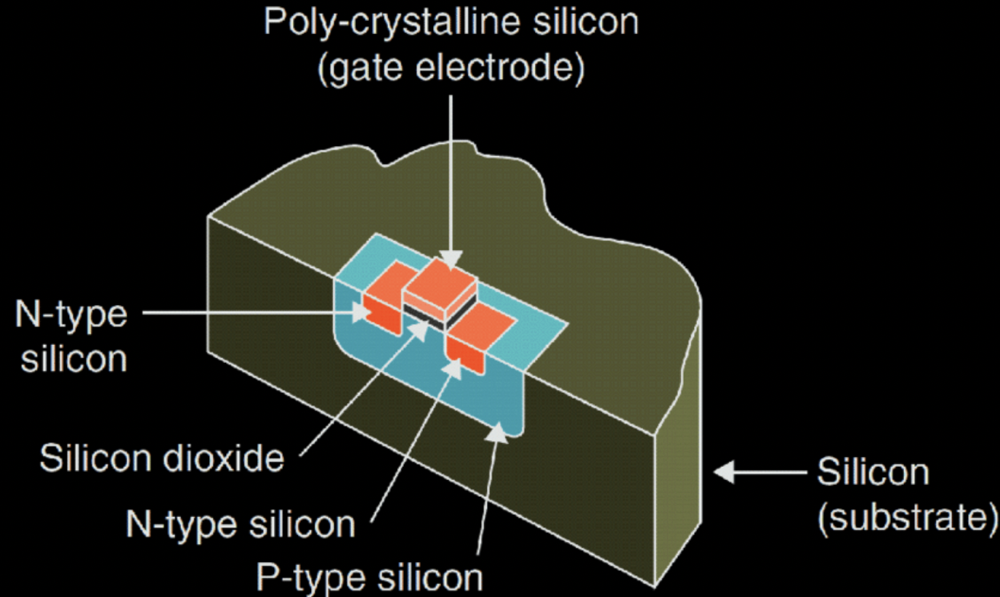 Poly-crystalline silicon
(gate electrode)
N-type
silicon
Silicon dioxide
N-type silicon
P-type silicon
Silicon
(substrate)